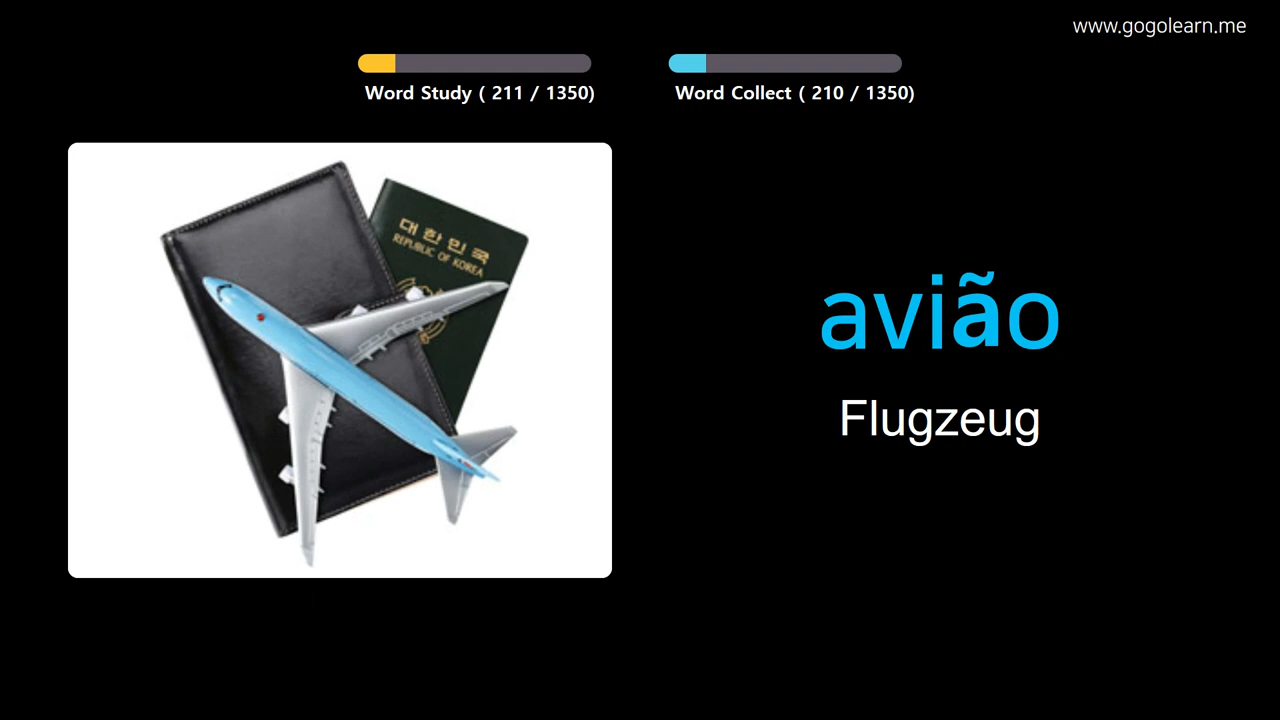 www.gogolearn.me
Word Study ( 211 / 1350)
Word Collect ( 210 / 1350)
대한민국
REPUBLIC OF KOREA
avião
Flugzeug